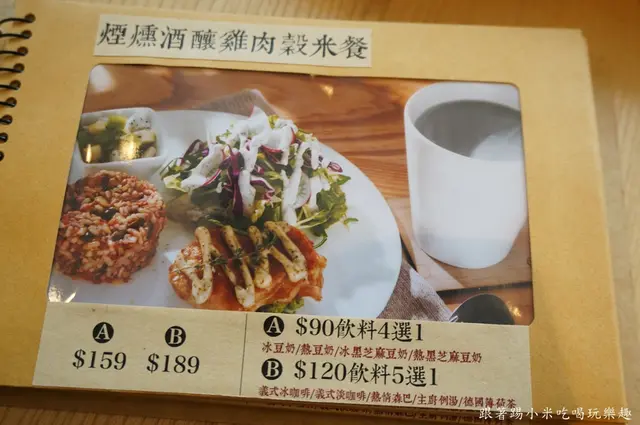 煙燻酒釀雞肉穀米餐
A B
$159 $189
A $90飲料4選1
冰豆奶/熱豆奶/冰黑芝麻豆奶/熱黑芝麻豆奶
B $120飲料5選1
義式冰咖啡/義式淡咖啡/熱情森巴/主廚例湯/德國薄荷茶
跟著踢小米吃喝玩樂趣